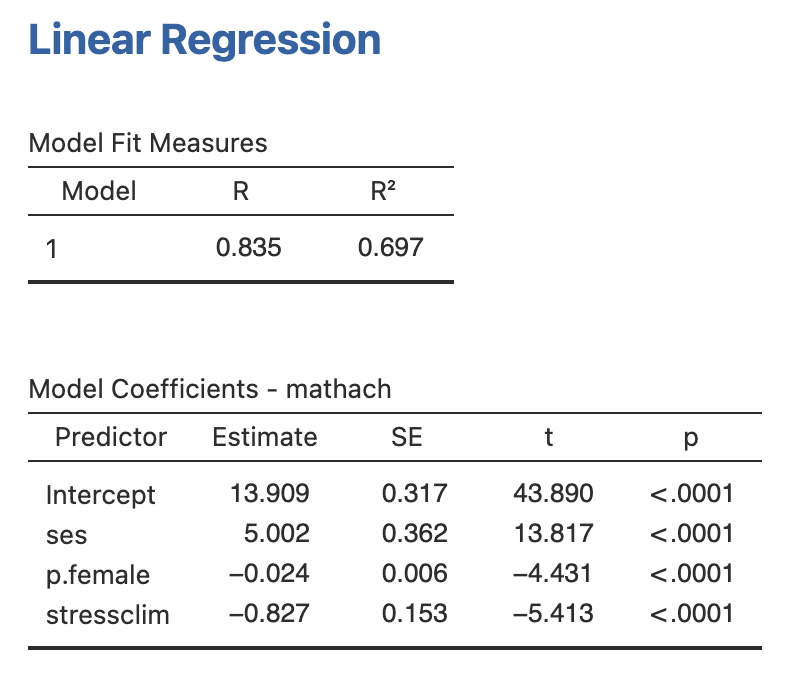 Linear Regression
Model Fit Measures
Model R R²
1 0.835 0.697
Model Coefficients - mathach
Predictor Estimate SE t p
Intercept 13.909 0.317 43.890 <.0001
ses 5.002 0.362 13.817 <.0001
p.female −0.024 0.006 −4.431 <.0001
stressclim −0.827 0.153 −5.413 <.0001